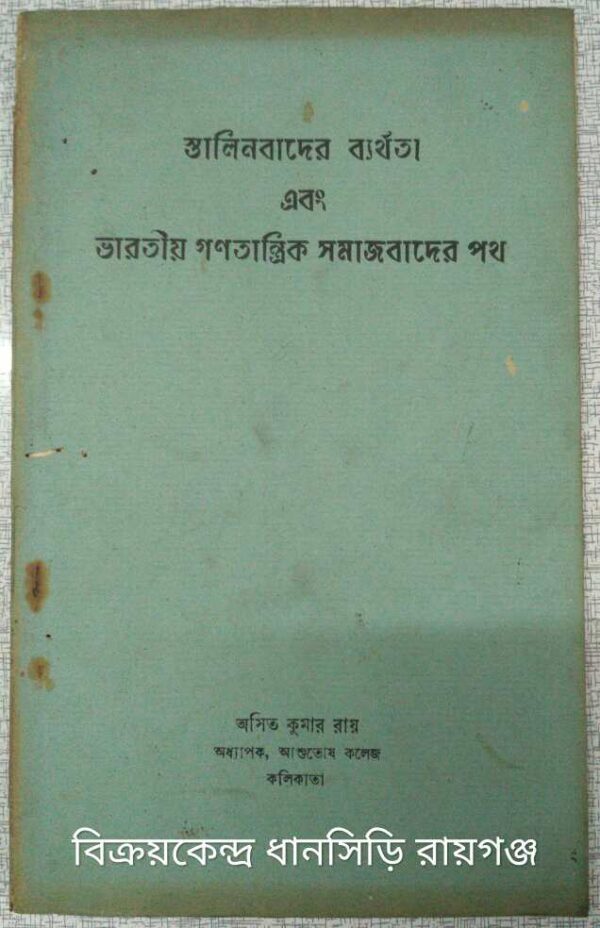 স্তালিনবাদের ব্যর্থতা
এবং
ভারতীয় গণতান্ত্রিক সমাজবাদের পথ
অসিত কুমার রায়
অধ্যাপক, আশুতোষ কলেজ
কলিকাতা
বিক্রয়কেন্দ্র ধানসিড়ি রায়গঞ্জ